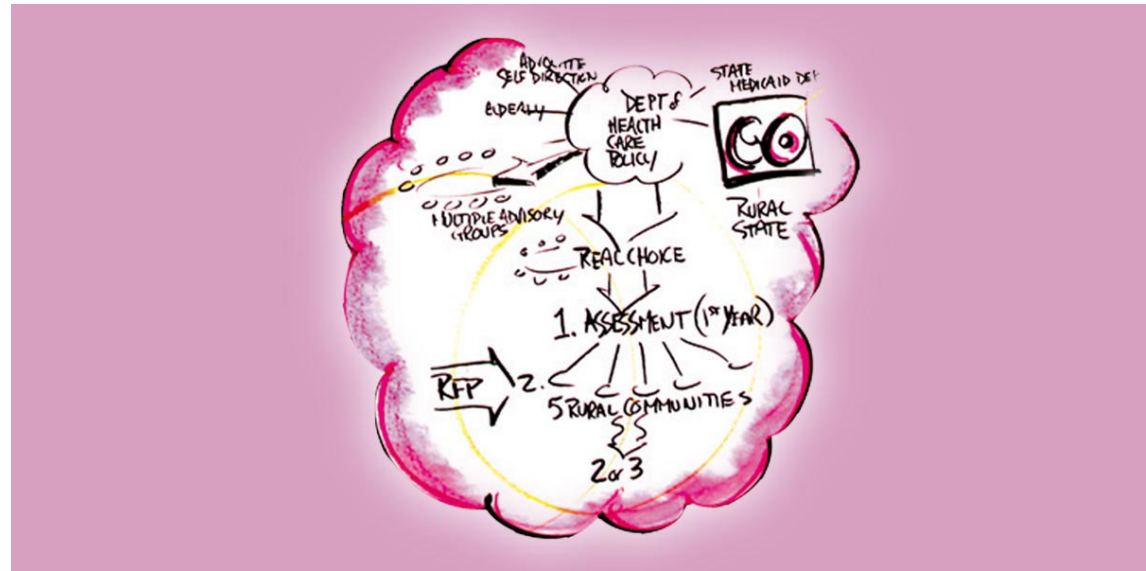 ADVOCATE
SELF DIRECTION
ELDERLY
DEPT of
HEALTH
CARE
POLICY
STATE
MEDICAID DEP
CO
RURAL
STATE
MULTIPLE ADVISORY
GROUPS
REAL CHOICE
1. ASSESSMENT (1st YEAR)
RFP
2.
5 RURAL COMMUNITIES
2 or 3